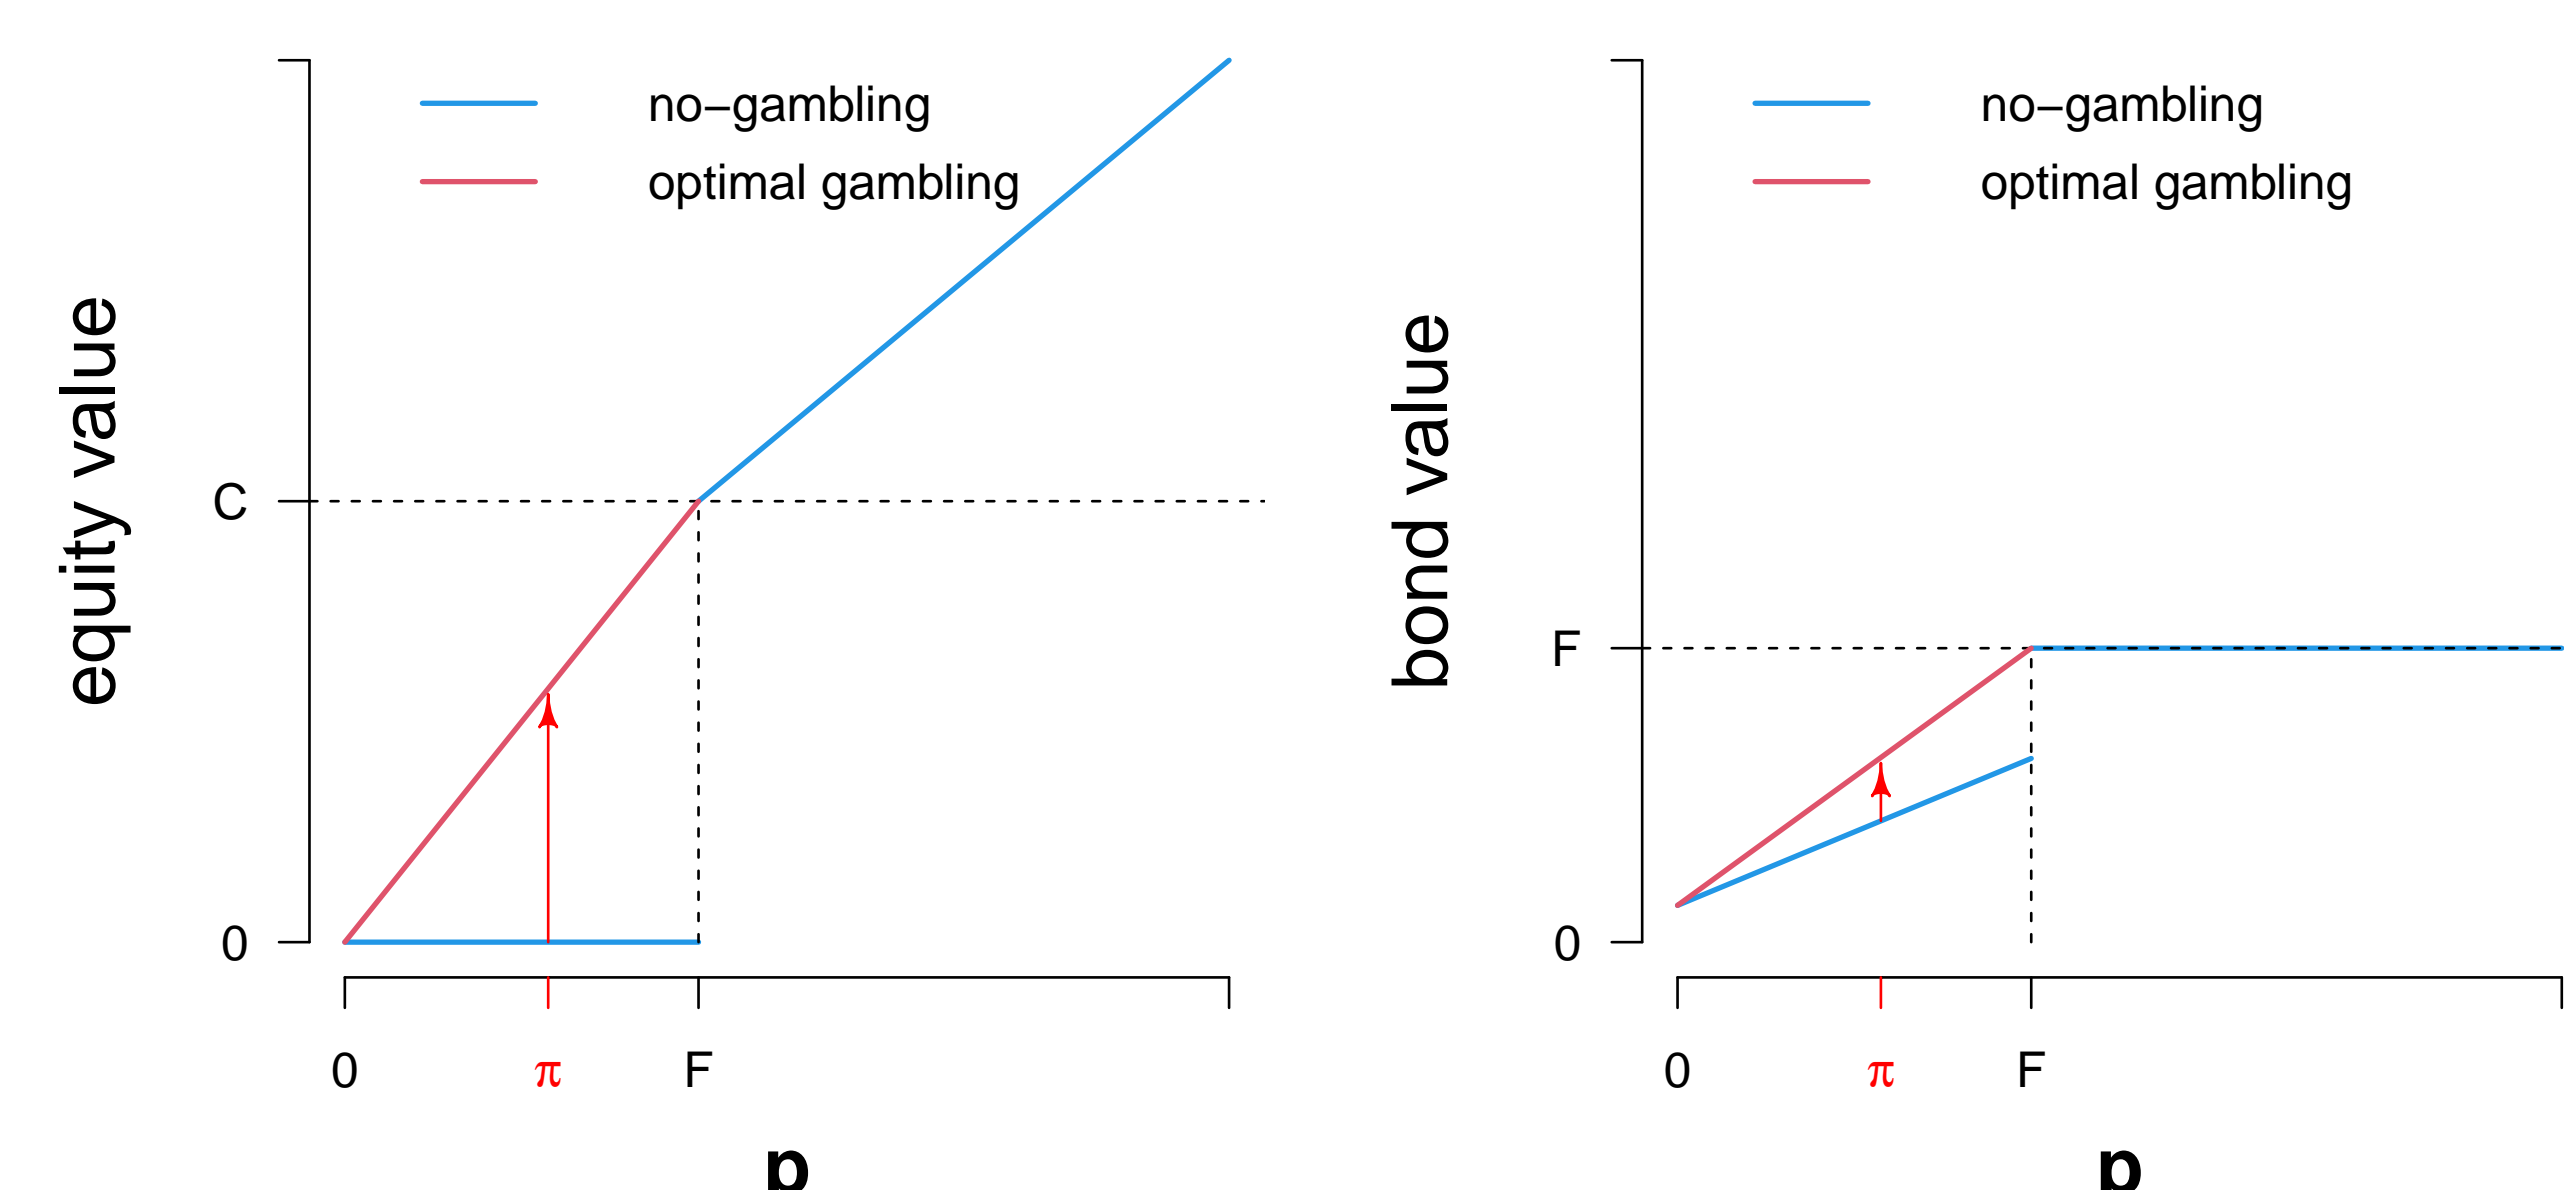 no−gambling
optimal gambling
equity value
C
0
0
π
F
p
no−gambling
optimal gambling
bond value
F
0
0
π
F
p